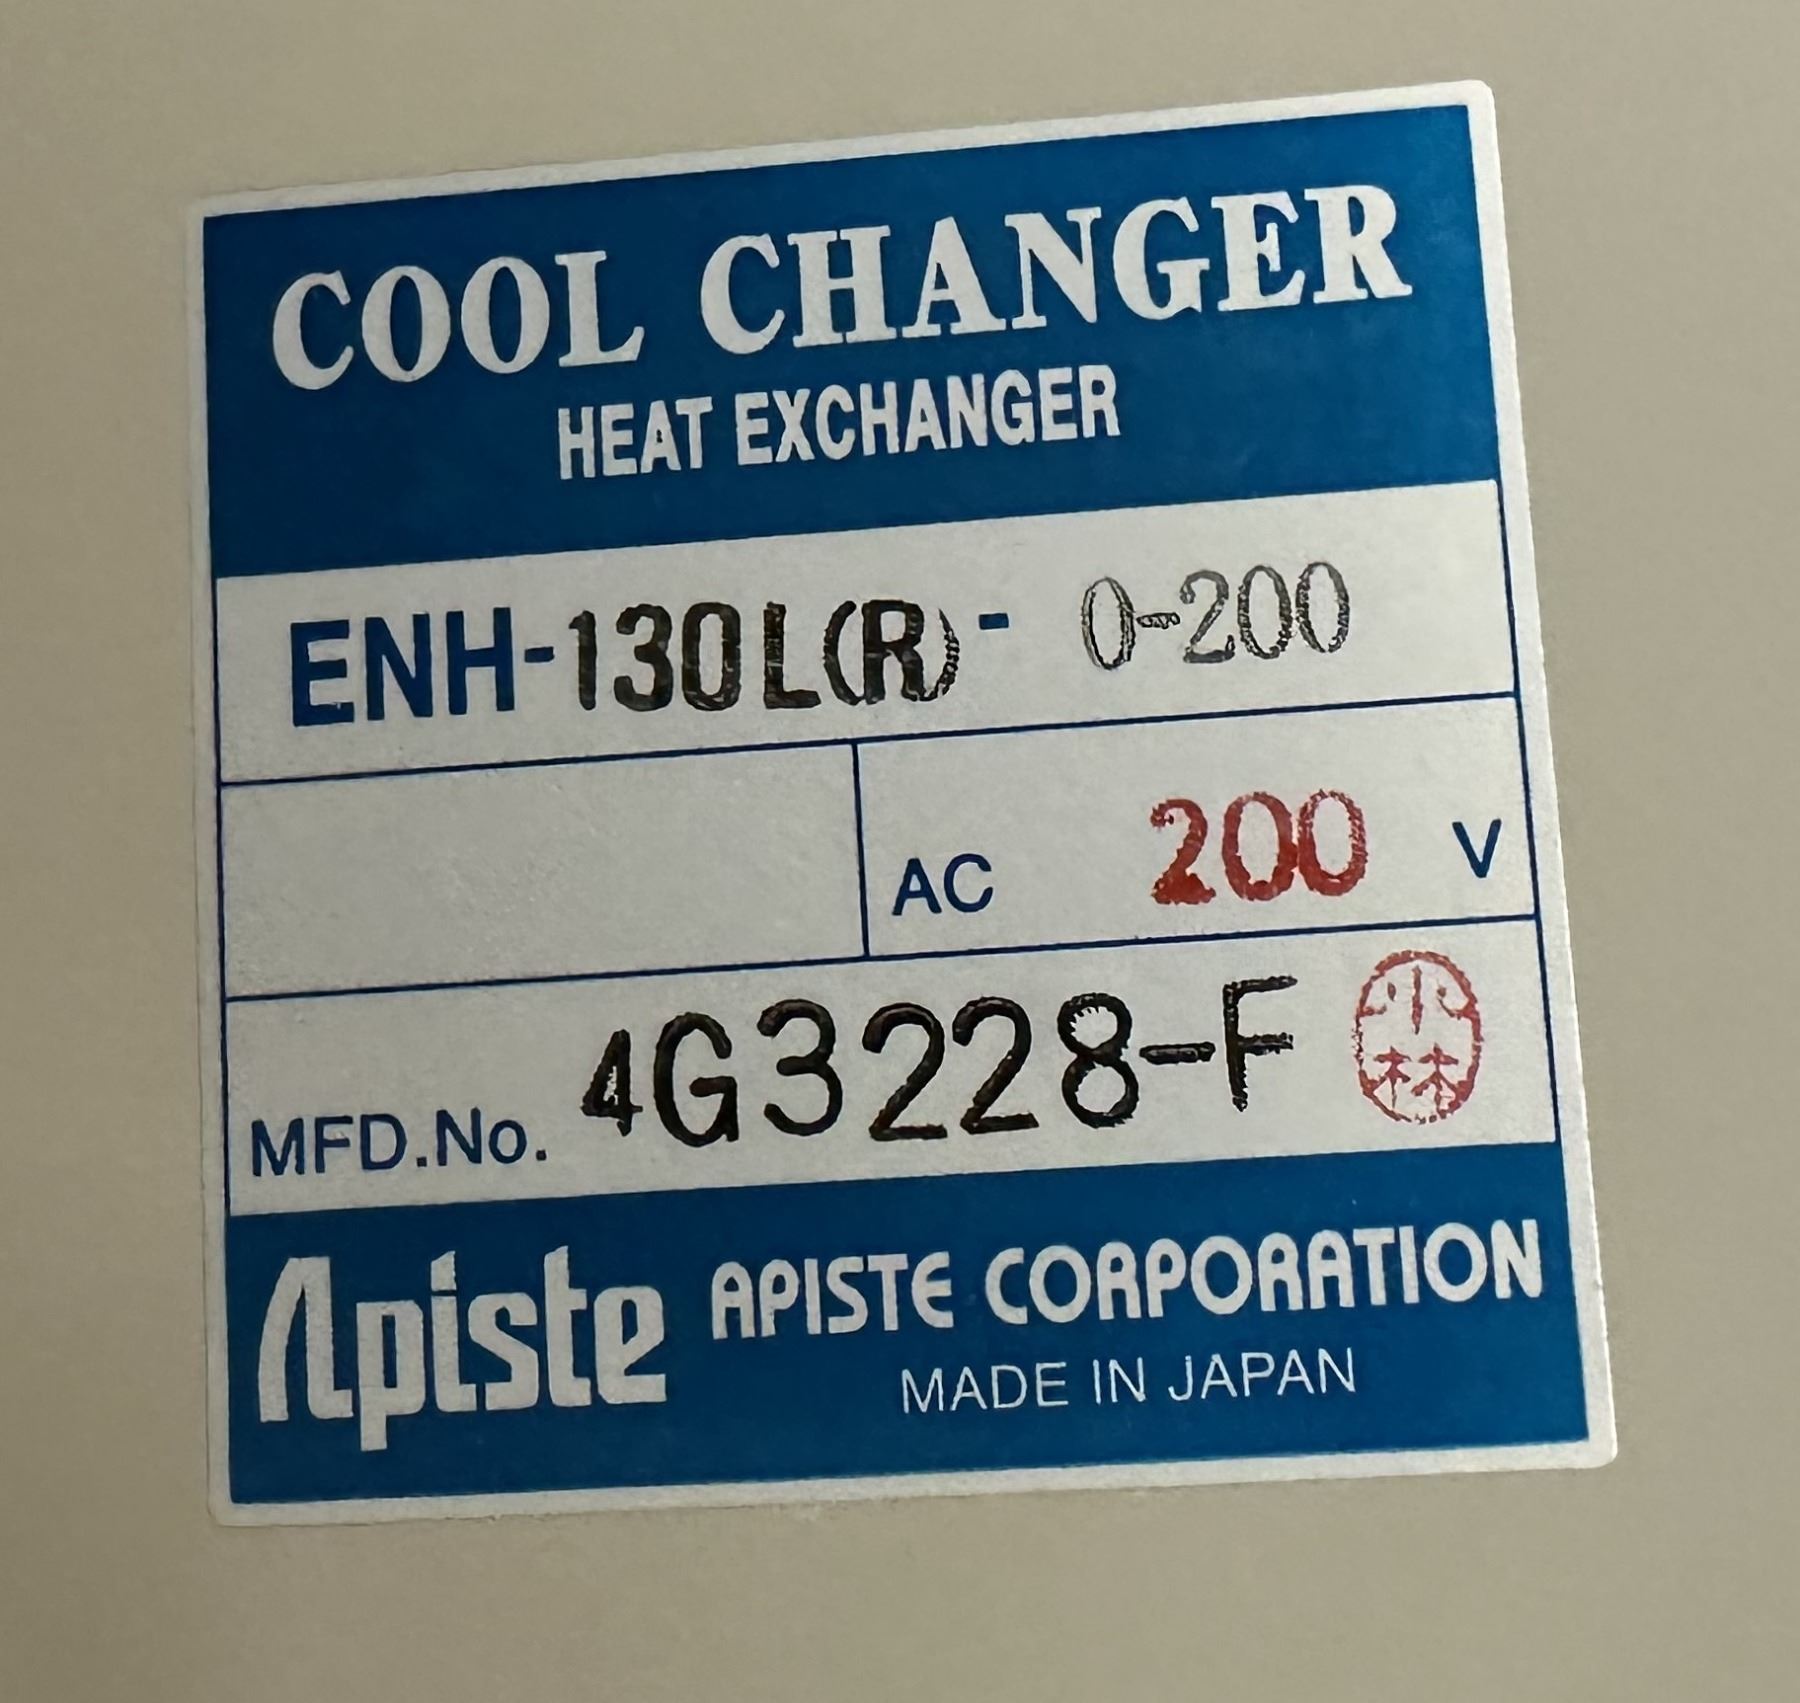 COOL CHANGER
HEAT EXCHANGER
ENH-130L(R)- 0-200
AC 200 V
MFD.No. 4G3228-F 小林
Apiste APISTE CORPORATION
MADE IN JAPAN